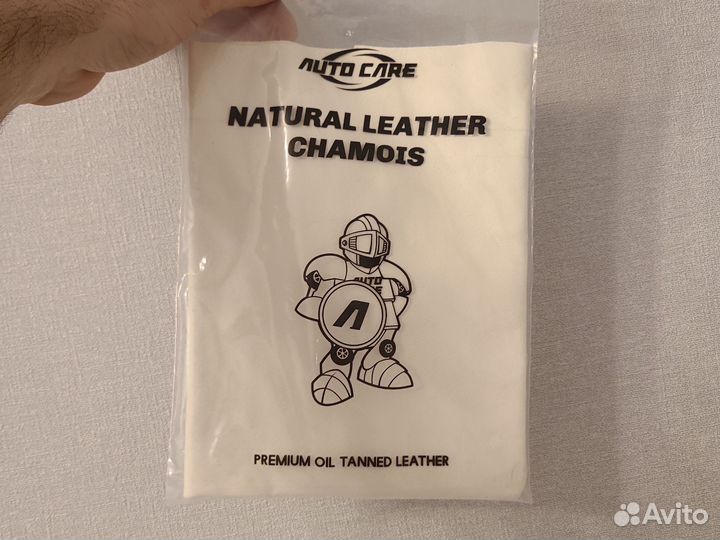 AUTO CARE
NATURAL LEATHER
CHAMOIS
AUTO
CARE
A
PREMIUM OIL TANNED LEATHER
Avito